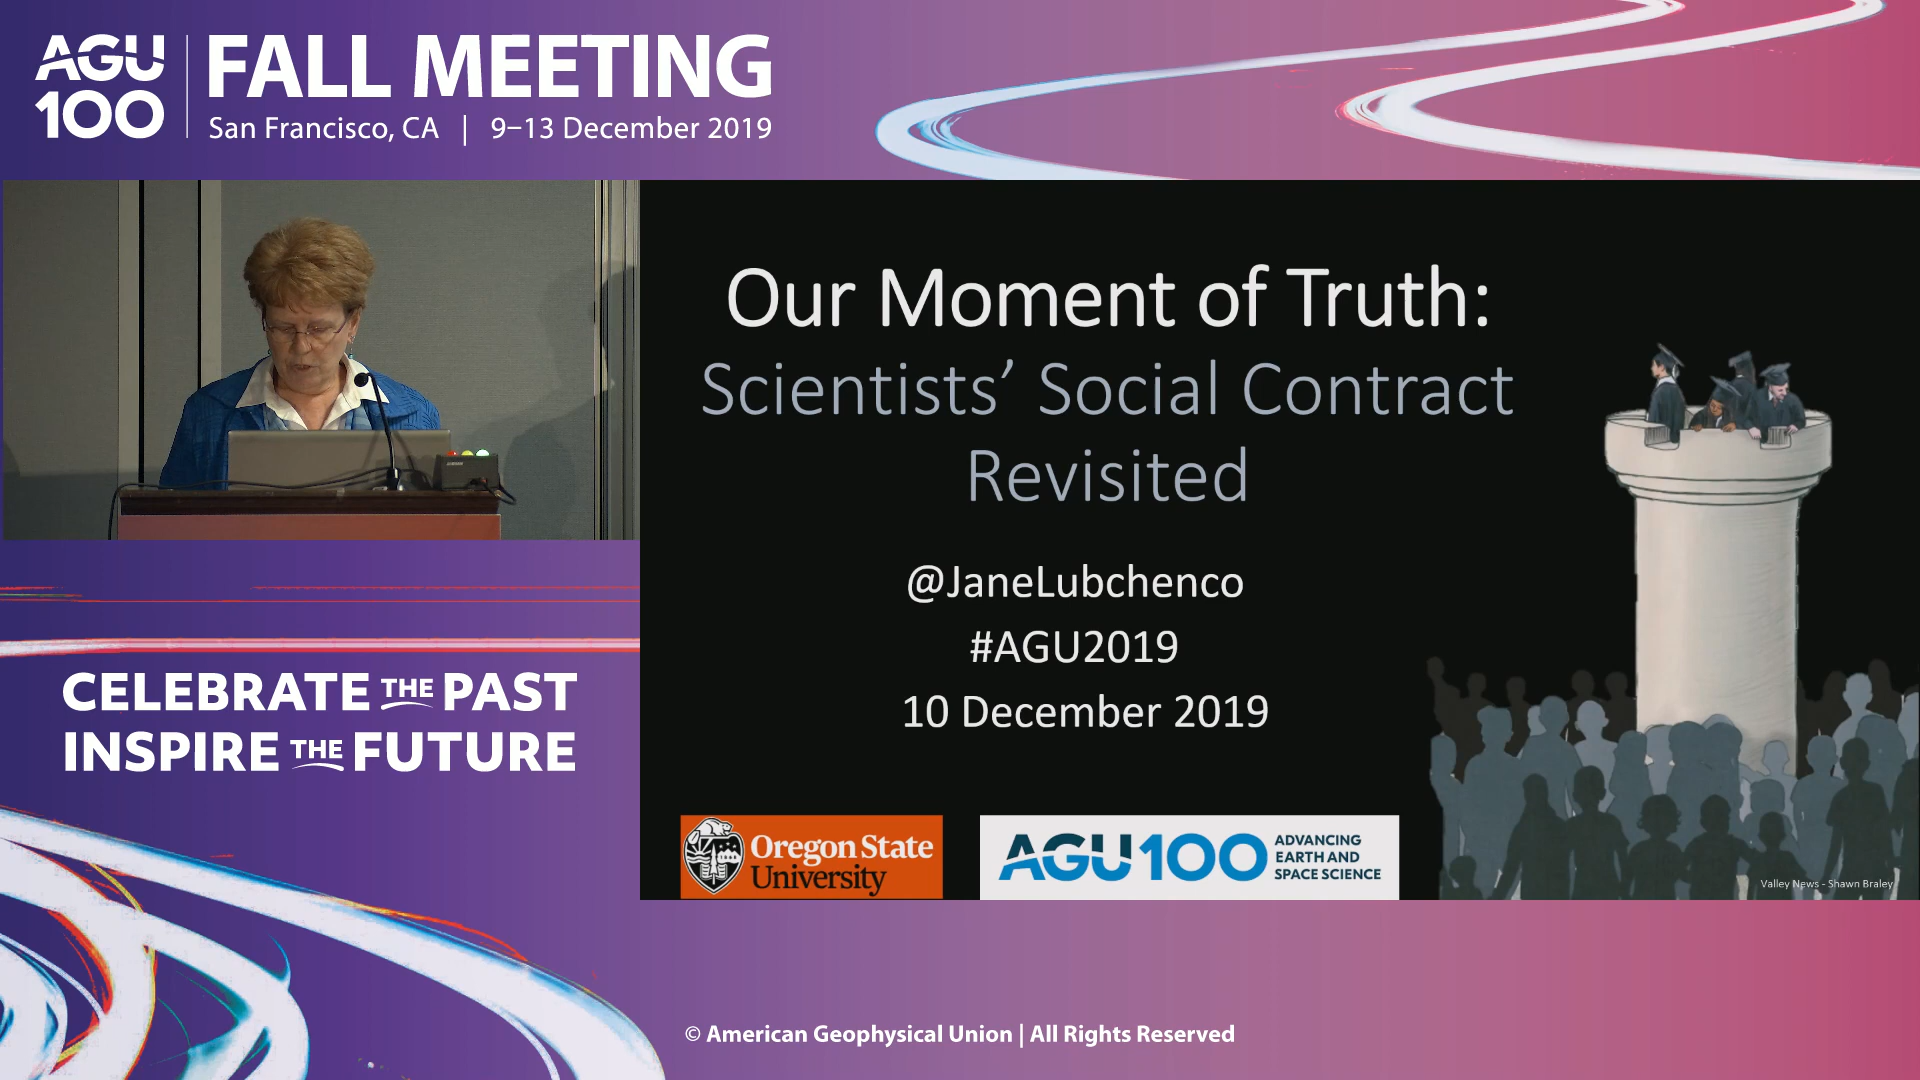 AGU
100
FALL MEETING
San Francisco, CA | 9–13 December 2019
Our Moment of Truth:
Scientists’ Social Contract
Revisited
@JaneLubchenco
#AGU2019
10 December 2019
CELEBRATE THE PAST
INSPIRE THE FUTURE
Oregon State
University
AGU100
ADVANCING
EARTH AND
SPACE SCIENCE
Valley News - Shawn Braley
© American Geophysical Union | All Rights Reserved